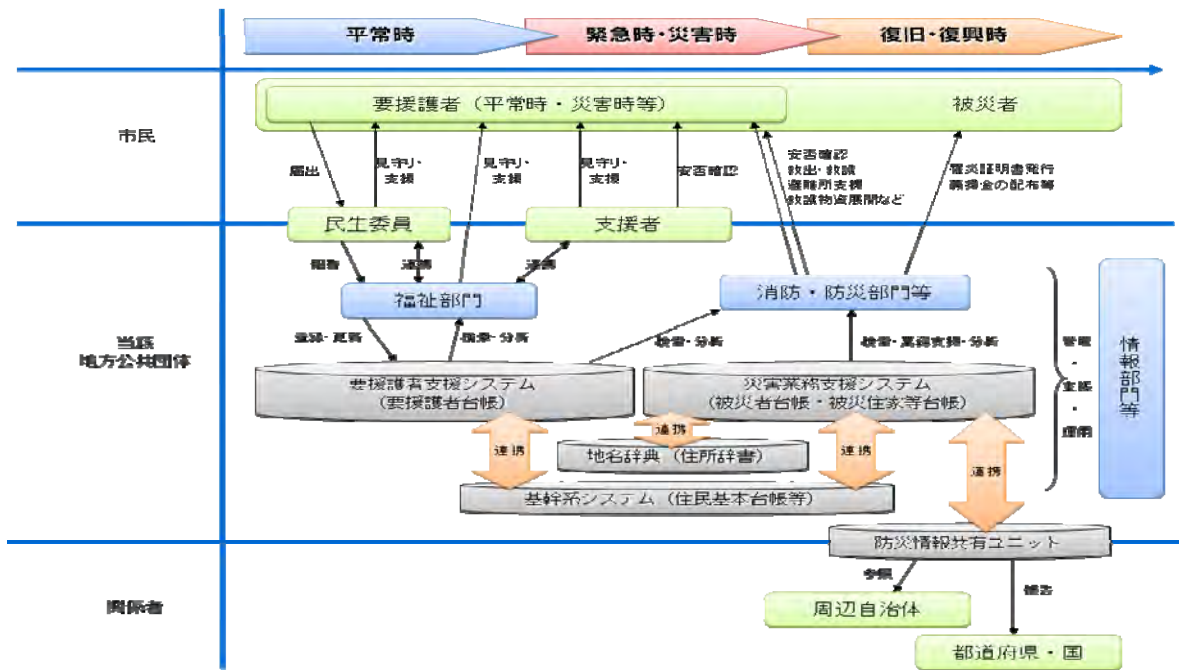 平常時
緊急時・災害時
復旧・復興時
市民
要援護者（平常時・災害時等）
被災者
届出
見守り・
支援
見守り・
支援
見守り・
支援
安否確認
安否確認
救出・救護
避難所支援
救護物資展開など
罹災証明書発行
義捐金の配布等
民生委員
支援者
当該
地方公共団体
報告
連携
連携
福祉部門
消防・防災部門等
登録・更新
検索・分析
検索・分析
検索・業務支援・分析
要援護者支援システム
（要援護者台帳）
災害業務支援システム
（被災者台帳・被災住家等台帳）
連携
連携
連携
連携
地名辞典（住所辞書）
基幹系システム（住民基本台帳等）
管理
・
・
運用
情報部門等
防災情報共有ユニット
関係者
参照
報告
周辺自治体
都道府県・国